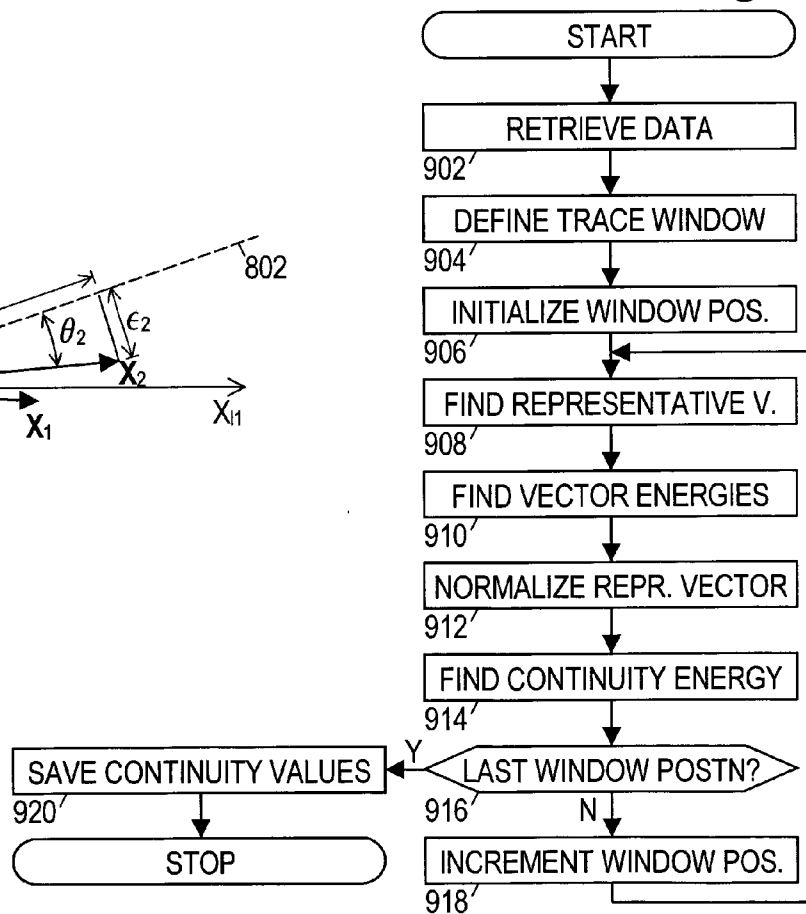 START
RETRIEVE DATA
902
DEFINE TRACE WINDOW
904
INITIALIZE WINDOW POS.
906
FIND REPRESENTATIVE V.
908
FIND VECTOR ENERGIES
910
NORMALIZE REPR. VECTOR
912
FIND CONTINUITY ENERGY
914
LAST WINDOW POSTN?
916
Y
N
INCREMENT WINDOW POS.
918
SAVE CONTINUITY VALUES
920
STOP
802
θ2
ϵ2
X2
X1
XI1